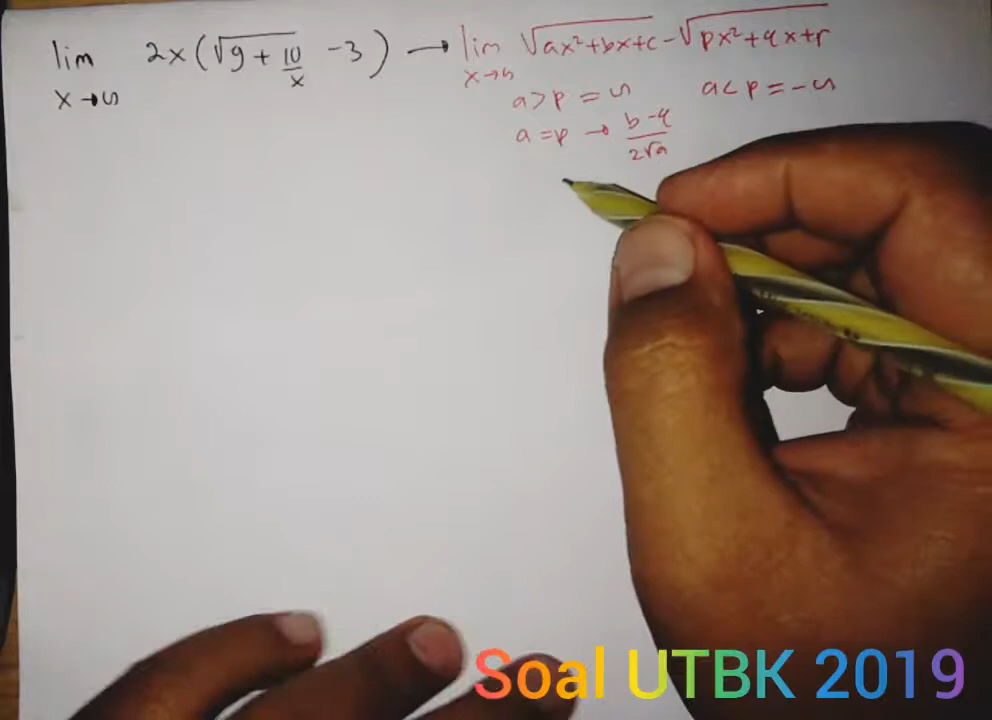 lim 2x(√9 + 10/x - 3) → lim √ax²+bx+c - √px²+qx+r
x→∞ x→∞
a > p = ∞ a < p = -∞
a = p → b-q/2√a
Soal UTBK 2019